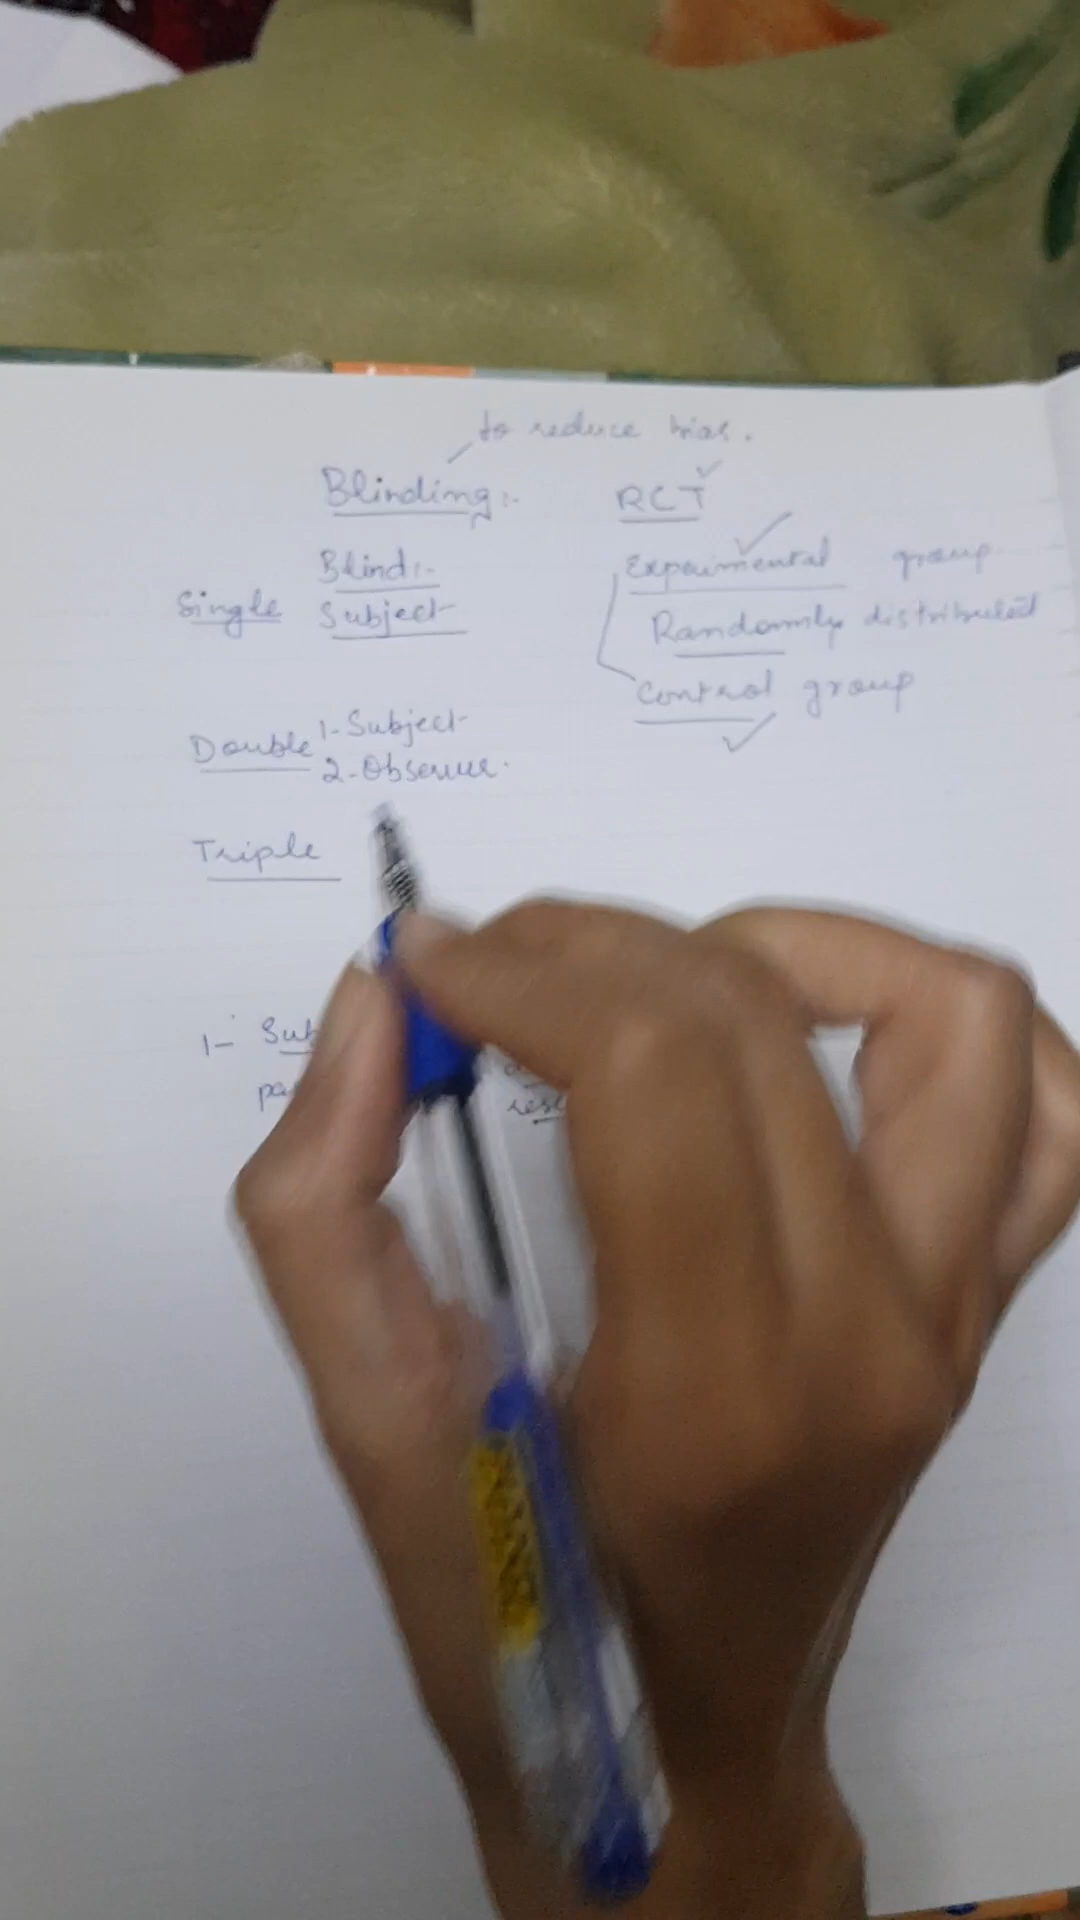 to reduce bias.
Blinding:-
RCT
Blind:-
Single Subject
Experimental group
Randomly distributed
Control group
Double 1-Subject
2-Observer.
Triple
1-